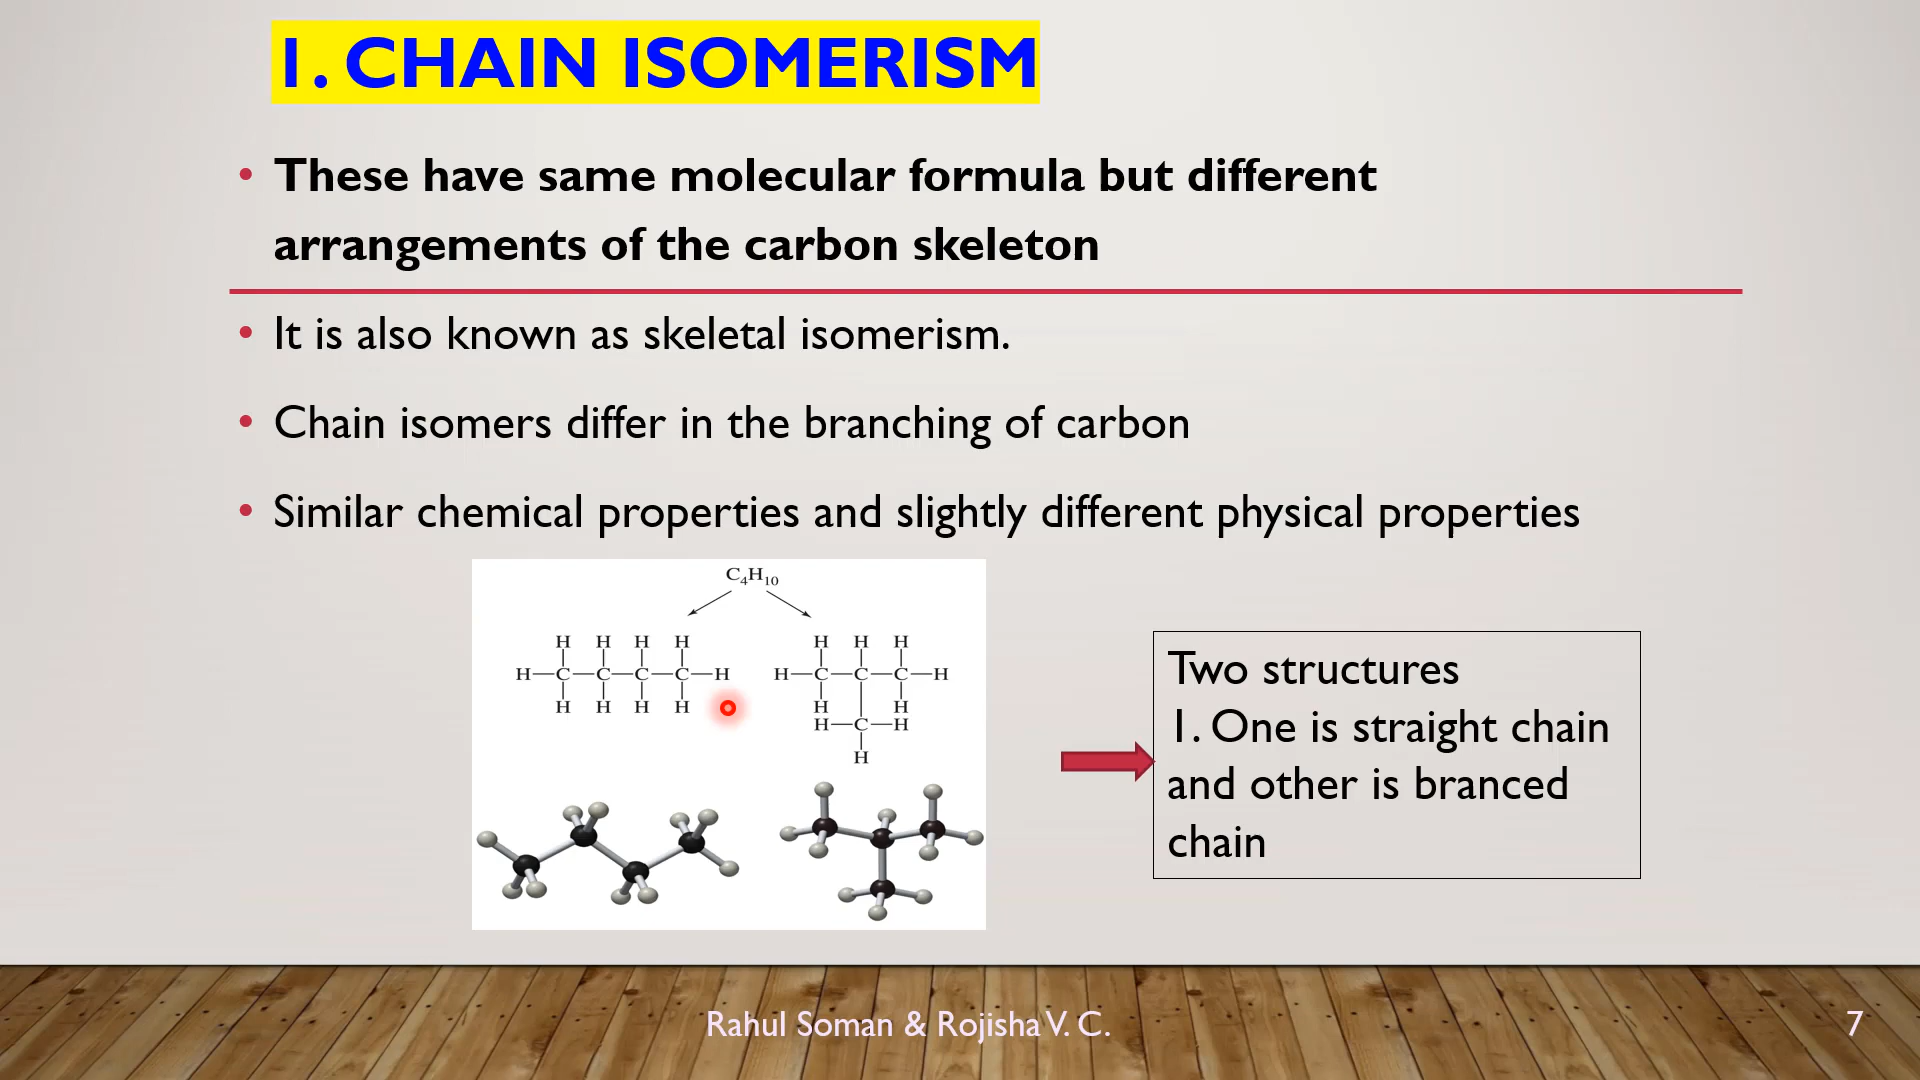 1. CHAIN ISOMERISM
• These have same molecular formula but different
arrangements of the carbon skeleton
• It is also known as skeletal isomerism.
• Chain isomers differ in the branching of carbon
• Similar chemical properties and slightly different physical properties
C₄H₁₀
H H H H
H—C—C—C—C—H
H H H H
H H H
H—C—C—C—H
H H
H—C—H
H
Two structures
1. One is straight chain
and other is branced
chain
Rahul Soman & Rojisha V. C.
7